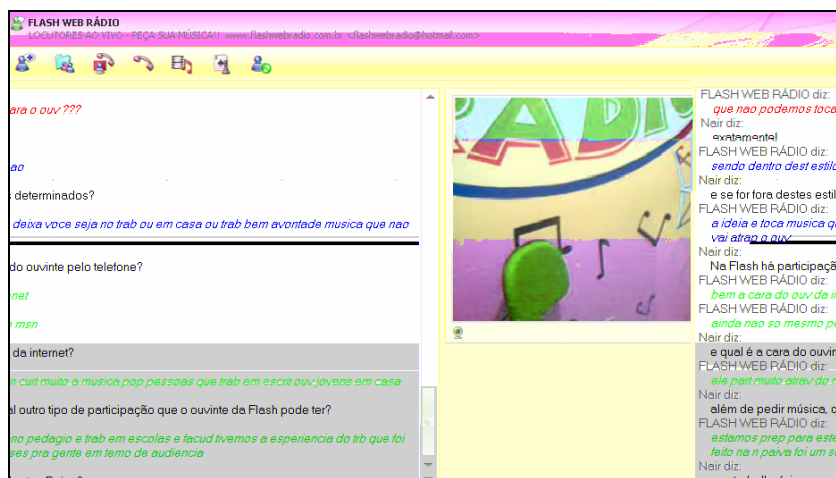 FLASH WEB RÁDIO
LOCUTORES AO VIVO - PEÇA SUA MÚSICA!! www.flashwebradio.com.br <flashwebradio@hotmail.com>
ara o ouv ???
ao
determinados?
deixa voce seja no trab ou em casa ou trab bem avontade musica que nao
do ouvinte pelo telefone?
net
msn
da internet?
curt muito a musica pop pessoas que trab em escrit ouv,jovens em casa
al outro tipo de participação que o ouvinte da Flash pode ter?
no pedagio e trab em escolas e facud tivemos a esperiencia do trb que foi
ses pra gente em temo de audiencia
RÁDIO
FLASH WEB RÁDIO diz:
que nao podemos toca
Nair diz:
exatamental
FLASH WEB RÁDIO diz:
sendo dentro dest estilo
Nair diz:
e se for fora destes estil
FLASH WEB RÁDIO diz:
a ideia e toca musica q
vai atrap o ouv
Nair diz:
Na Flash há participaçã
FLASH WEB RÁDIO diz:
bem a cara do ouv da i
FLASH WEB RÁDIO diz:
ainda nao so mesmo pe
Nair diz:
e qual é a cara do ouvin
FLASH WEB RÁDIO diz:
ele part muito atrav do
Nair diz:
além de pedir música, q
FLASH WEB RÁDIO diz:
estamos prep para este
feito na n paiva foi um s
Nair diz: